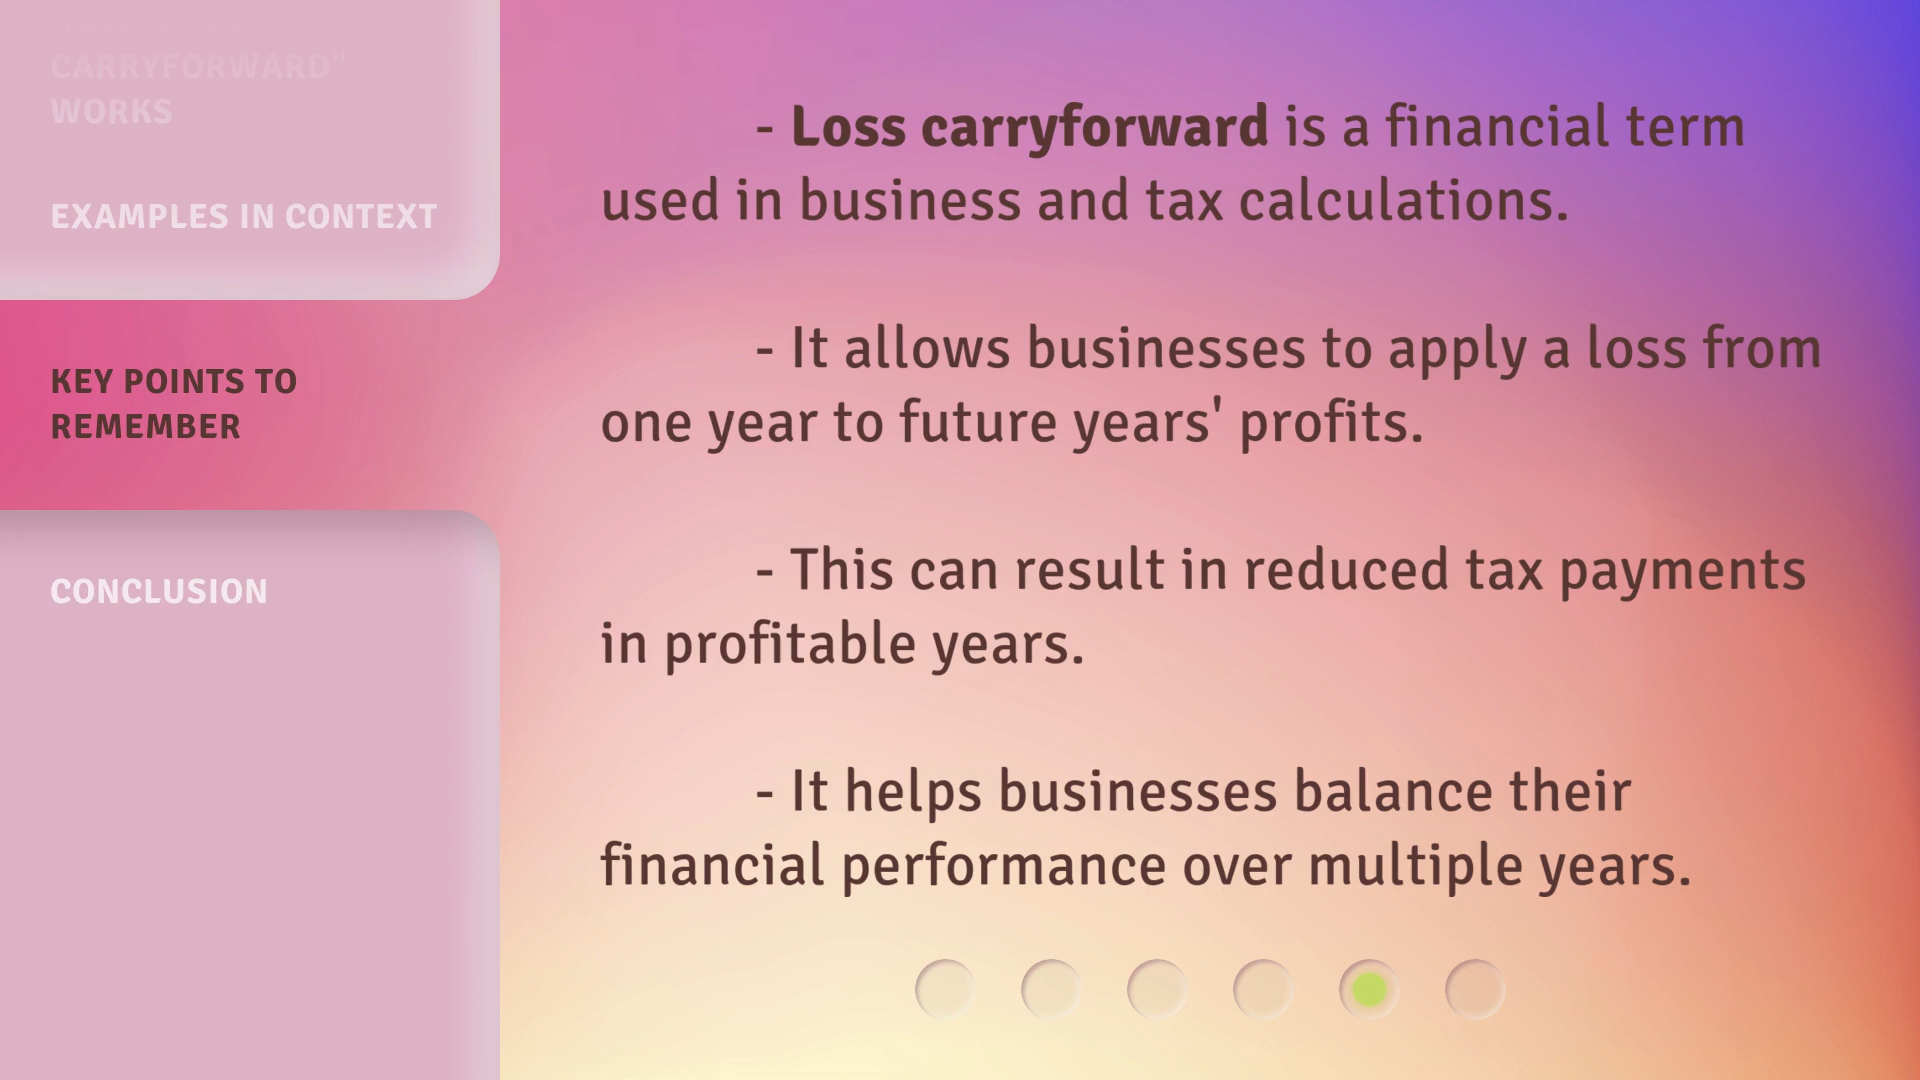 CARRYFORWARD"
WORKS
EXAMPLES IN CONTEXT
KEY POINTS TO
REMEMBER
CONCLUSION
- Loss carryforward is a financial term
used in business and tax calculations.
- It allows businesses to apply a loss from
one year to future years' profits.
- This can result in reduced tax payments
in profitable years.
- It helps businesses balance their
financial performance over multiple years.